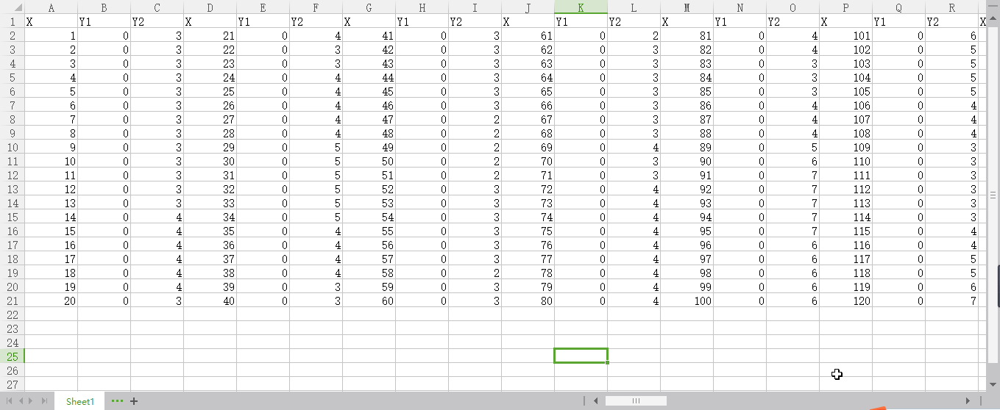 A B C D E F G H I J K L M N O P Q R
1 X Y1 Y2 X Y1 Y2 X Y1 Y2 X Y1 Y2 X Y1 Y2 X Y1 Y2 X
2 1 0 3 21 0 4 41 0 3 61 0 2 81 0 4 101 0 6
3 2 0 3 22 0 3 42 0 3 62 0 3 82 0 4 102 0 5
4 3 0 3 23 0 3 43 0 3 63 0 3 83 0 3 103 0 5
5 4 0 3 24 0 4 44 0 3 64 0 3 84 0 3 104 0 5
6 5 0 3 25 0 4 45 0 3 65 0 3 85 0 3 105 0 5
7 6 0 3 26 0 4 46 0 3 66 0 3 86 0 4 106 0 4
8 7 0 3 27 0 4 47 0 2 67 0 3 87 0 4 107 0 4
9 8 0 3 28 0 4 48 0 2 68 0 3 88 0 4 108 0 4
10 9 0 3 29 0 5 49 0 2 69 0 4 89 0 5 109 0 3
11 10 0 3 30 0 5 50 0 2 70 0 3 90 0 6 110 0 3
12 11 0 3 31 0 5 51 0 2 71 0 3 91 0 7 111 0 3
13 12 0 3 32 0 5 52 0 3 72 0 4 92 0 7 112 0 3
14 13 0 3 33 0 5 53 0 3 73 0 4 93 0 7 113 0 3
15 14 0 4 34 0 5 54 0 3 74 0 4 94 0 7 114 0 3
16 15 0 4 35 0 4 55 0 3 75 0 4 95 0 7 115 0 4
17 16 0 4 36 0 4 56 0 3 76 0 4 96 0 6 116 0 4
18 17 0 4 37 0 4 57 0 3 77 0 4 97 0 6 117 0 5
19 18 0 4 38 0 4 58 0 2 78 0 4 98 0 6 118 0 5
20 19 0 4 39 0 3 59 0 3 79 0 4 99 0 6 119 0 6
21 20 0 3 40 0 3 60 0 3 80 0 4 100 0 6 120 0 7
22
23
24
25
26
27
Sheet1 ••• +